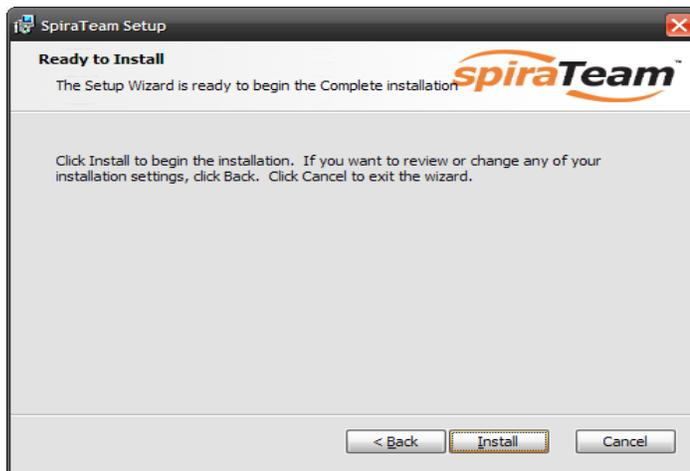 SpiraTeam Setup
Ready to Install
The Setup Wizard is ready to begin the Complete installation
spiraTeam™
Click Install to begin the installation. If you want to review or change any of your
installation settings, click Back. Click Cancel to exit the wizard.
< Back
Install
Cancel